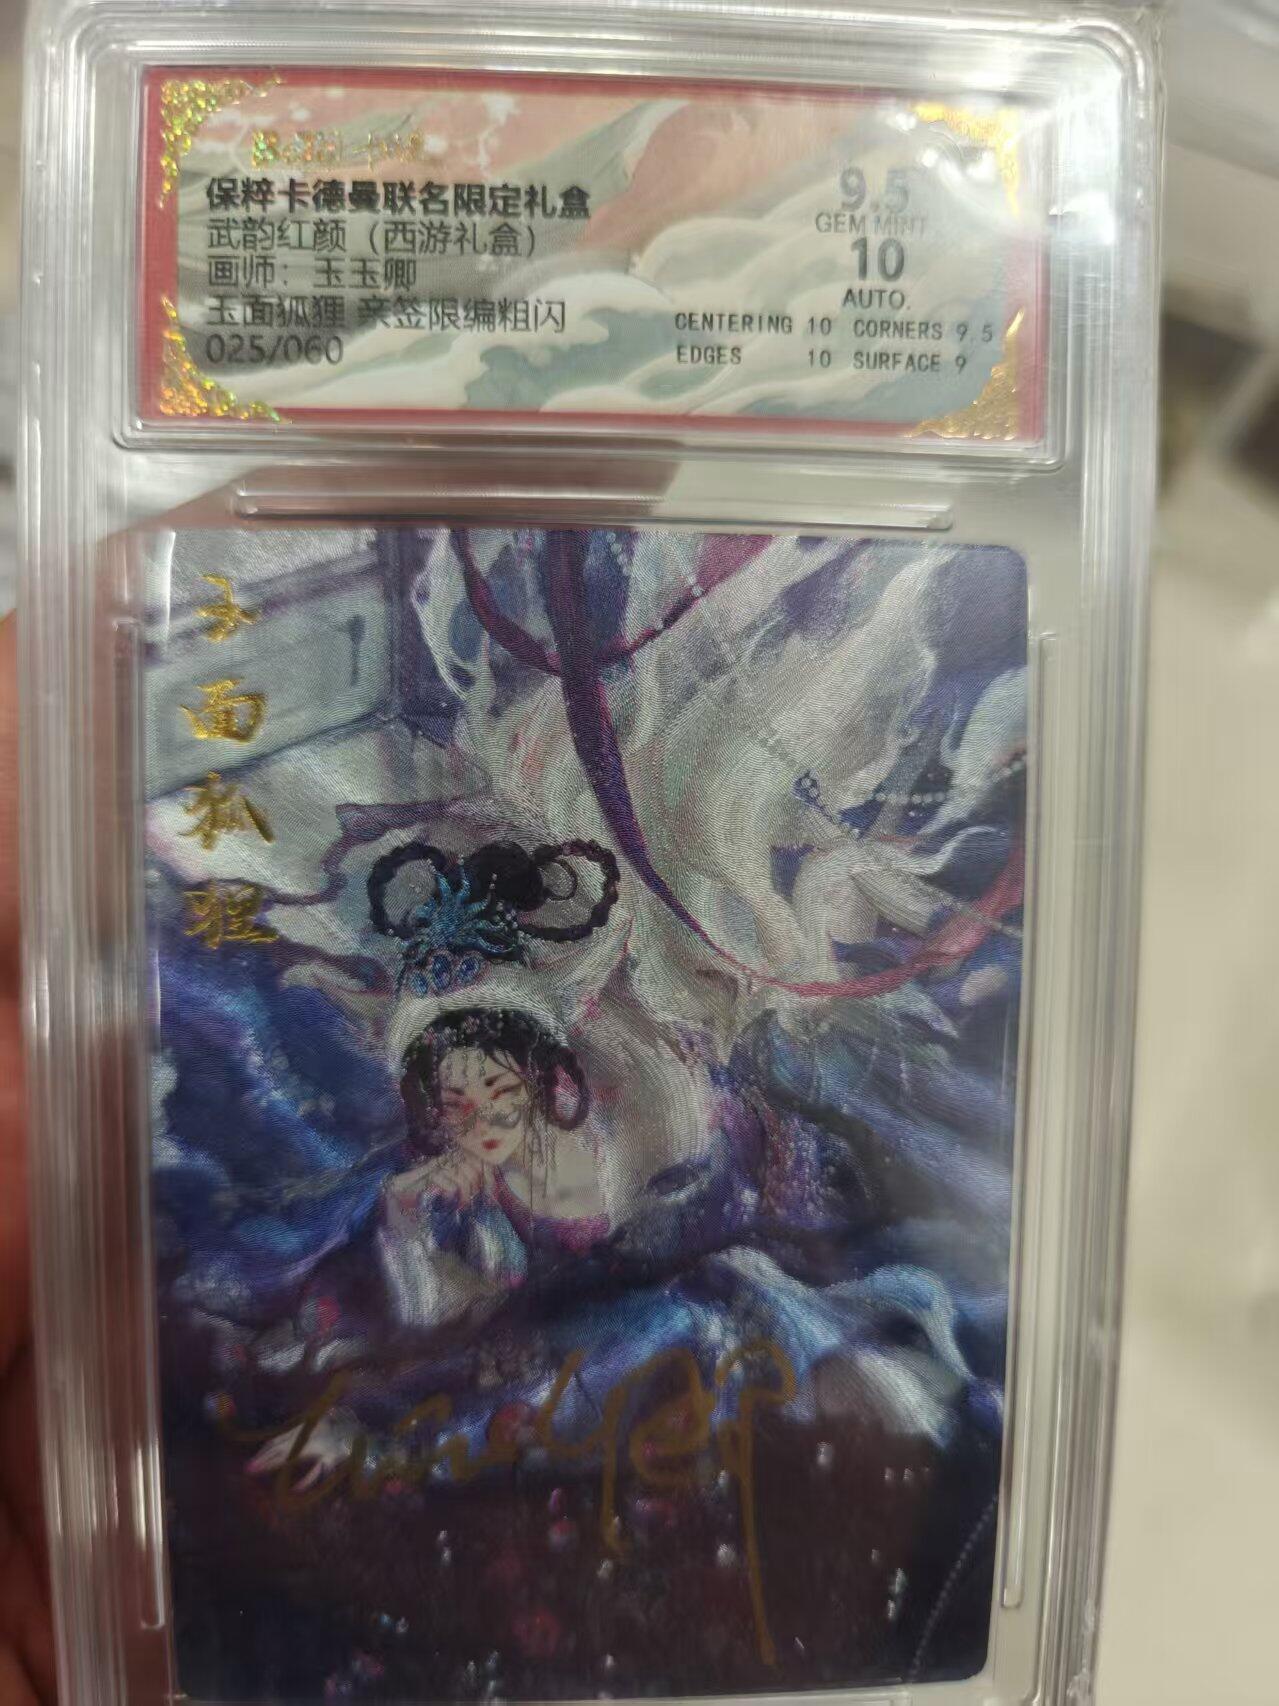 保粹卡德曼联名限定礼盒
武韵红颜（西游礼盒）
画师：玉玉卿
玉面狐狸 亲签限编粗闪
025/060
9.5
GEM MINT
10
AUTO.
CENTERING 10 CORNERS 9.5
EDGES 10 SURFACE 9
玉面狐狸